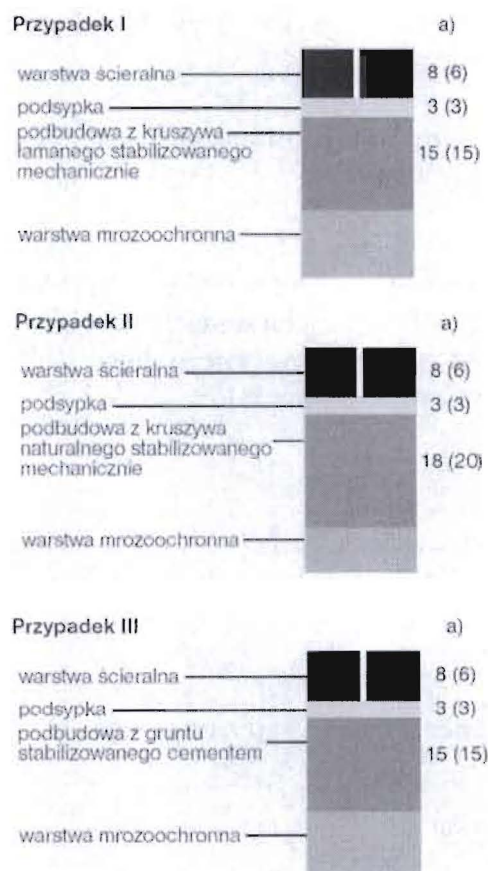 Przypadek I a)
warstwa ścieralna 8 (6)
podsypka 3 (3)
podbudowa z kruszywa
łamanego stabilizowanego 15 (15)
mechanicznie
warstwa mrozoochronna
Przypadek II a)
warstwa ścieralna 8 (6)
podsypka 3 (3)
podbudowa z kruszywa
naturalnego stabilizowanego 18 (20)
mechanicznie
warstwa mrozoochronna
Przypadek III a)
warstwa ścieralna 8 (6)
podsypka 3 (3)
podbudowa z gruntu
stabilizowanego cementem 15 (15)
warstwa mrozoochronna